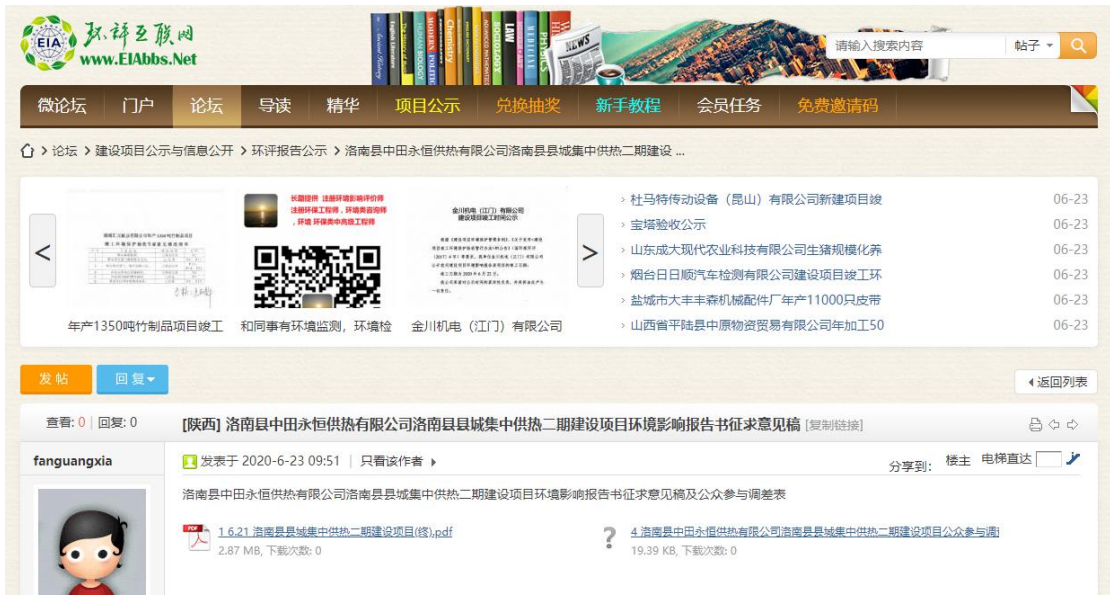 EIA 环评互联网
www.EIAbbs.Net
MODERN POLITIC
Chemistry
SOCIOLOGY
LAW
MEDICINE
PHYSICS
NEWS
请输入搜索内容 帖子
微论坛 门户 论坛 导读 精华 项目公示 兑换抽奖 新手教程 会员任务 免费邀请码
论坛 › 建设项目公示与信息公开 › 环评报告公示 › 洛南县中田永恒供热有限公司洛南县县城集中供热二期建设 ...
长期提供 注册环境影响评价师
注册环保工程师，环境类咨询师
，环境 环保类中高级工程师
金川机电（江门）有限公司
建设项目竣工时间公示
年产1350吨竹制品项目竣工
和同事有环境监测，环境检
金川机电（江门）有限公司
杜马特传动设备（昆山）有限公司新建项目竣 06-23
宝塔验收公示 06-23
山东成大现代农业科技有限公司生猪规模化养 06-23
烟台日日顺汽车检测有限公司建设项目竣工环 06-23
盐城市大丰丰森机械配件厂年产11000只皮带 06-23
山西省平陆县中原物资贸易有限公司年加工50 06-23
发帖 回复 返回列表
查看: 0 | 回复: 0
[陕西] 洛南县中田永恒供热有限公司洛南县县城集中供热二期建设项目环境影响报告书征求意见稿 [复制链接]
fanguangxia
发表于 2020-6-23 09:51 | 只看该作者
分享到: 楼主 电梯直达
洛南县中田永恒供热有限公司洛南县县城集中供热二期建设项目环境影响报告书征求意见稿及公众参与调差表
PDF
1 6.21 洛南县县城集中供热二期建设项目(终).pdf
2.87 MB, 下载次数: 0
?
4 洛南县中田永恒供热有限公司洛南县县城集中供热二期建设项目公众参与调
19.39 KB, 下载次数: 0